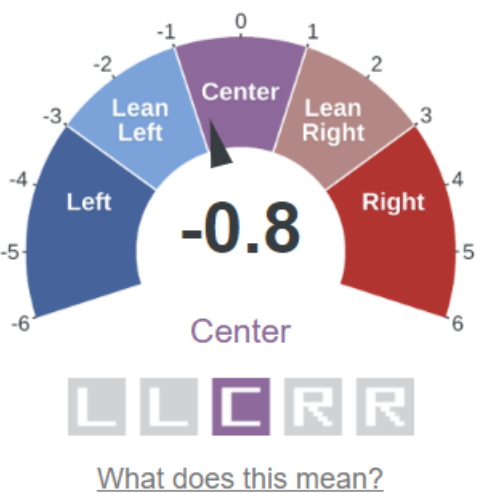 0
-1
1
-2
2
-3
3
-4
4
-5
5
-6
6
Left
Lean
Left
Center
Lean
Right
Right
-0.8
Center
L L C R R
What does this mean?